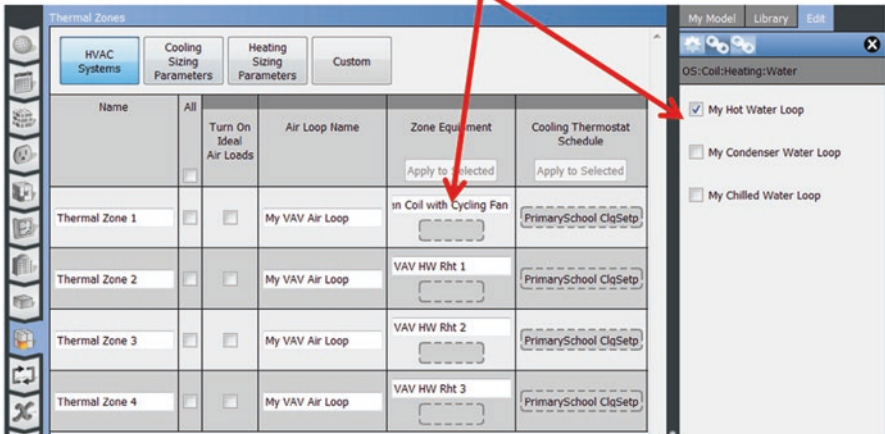 Thermal Zones
My Model Library Edit
HVAC
Systems
Cooling
Sizing
Parameters
Heating
Sizing
Parameters
Custom
OS:Coil:Heating:Water
My Hot Water Loop
My Condenser Water Loop
My Chilled Water Loop
Name
All
Turn On
Ideal
Air Loads
Air Loop Name
Zone Equipment
Cooling Thermostat
Schedule
Apply to Selected
Apply to Selected
Thermal Zone 1
My VAV Air Loop
an Coil with Cycling Fan
PrimarySchool ClgSetp
Thermal Zone 2
My VAV Air Loop
VAV HW Rht 1
PrimarySchool ClgSetp
Thermal Zone 3
My VAV Air Loop
VAV HW Rht 2
PrimarySchool ClgSetp
Thermal Zone 4
My VAV Air Loop
VAV HW Rht 3
PrimarySchool ClgSetp